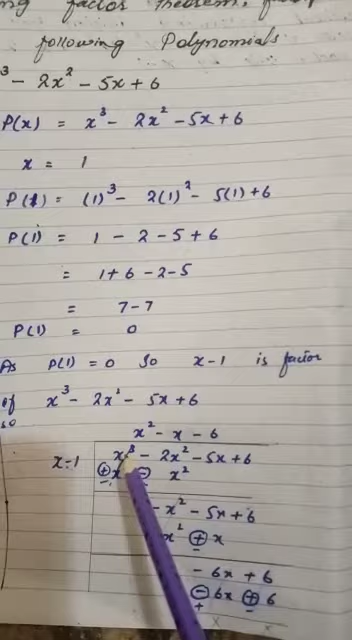 factor theorem,
following Polynomials
³ - 2x² - 5x + 6
P(x) = x³ - 2x² - 5x + 6
x = 1
P(1) = (1)³ - 2(1)² - 5(1) + 6
P(1) = 1 - 2 - 5 + 6
= 1 + 6 - 2 - 5
= 7 - 7
P(1) = 0
As P(1) = 0 So x - 1 is factor
of x³ - 2x² - 5x + 6
so
x² - x - 6
x - 1 x³ - 2x² - 5x + 6
⊕ x ⊖ x²
- -
- x² - 5x + 6
x² ⊕ x
-
- 6x + 6
⊖ 6x ⊕ 6
+ -
x x